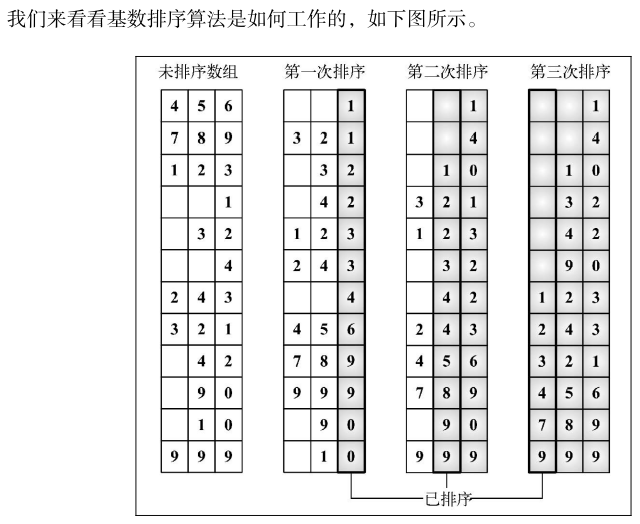 我们来看看基数排序算法是如何工作的，如下图所示。
未排序数组 第一次排序 第二次排序 第三次排序
4 5 6 1 1 1
7 8 9 3 2 1 4 4
1 2 3 3 2 1 0 1 0
1 4 2 3 2 1 3 2
3 2 1 2 3 1 2 3 4 2
4 2 4 3 3 2 9 0
2 4 3 4 4 2 1 2 3
3 2 1 4 5 6 2 4 3 2 4 3
4 2 7 8 9 4 5 6 3 2 1
9 0 9 9 9 7 8 9 4 5 6
1 0 9 0 9 0 7 8 9
9 9 9 1 0 9 9 9 9 9 9
已排序